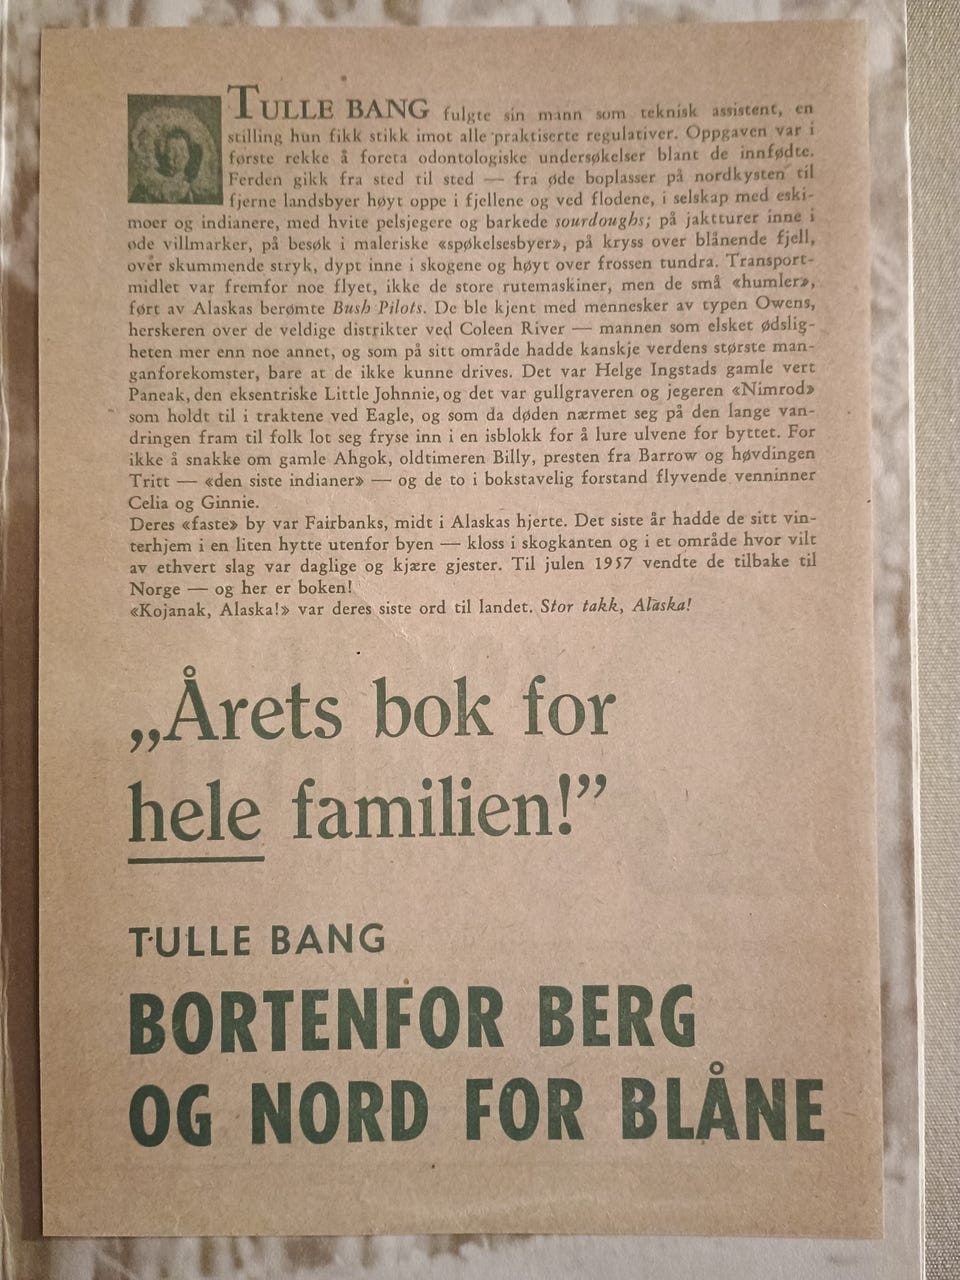 TULLE BANG fulgte sin mann som teknisk assistent, en
stilling hun fikk stikk imot alle praktiserte regulativer. Oppgaven var i
første rekke å foreta odontologiske undersøkelser blant de innfødte.
Ferden gikk fra sted til sted — fra øde boplasser på nordkysten til
fjerne landsbyer høyt oppe i fjellene og ved flodene, i selskap med eski-
moer og indianere, med hvite pelsjegere og barkede sourdoughs; på jaktturer inne i
øde villmarker, på besøk i maleriske «spøkelsesbyer», på kryss over blånende fjell,
over skummende stryk, dypt inne i skogene og høyt over frossen tundra. Transport-
midlet var fremfor noe flyet, ikke de store rutemaskiner, men de små «humler»,
ført av Alaskas berømte Bush Pilots. De ble kjent med mennesker av typen Owens,
herskeren over de veldige distrikter ved Coleen River — mannen som elsket ødslig-
heten mer enn noe annet, og som på sitt område hadde kanskje verdens største man-
ganforekomster, bare at de ikke kunne drives. Det var Helge Ingstads gamle vert
Paneak, den eksentriske Little Johnnie, og det var gullgraveren og jegeren «Nimrod»
som holdt til i traktene ved Eagle, og som da døden nærmet seg på den lange van-
dringen fram til folk lot seg fryse inn i en isblokk for å lure ulvene for byttet. For
ikke å snakke om gamle Ahgok, oldtimeren Billy, presten fra Barrow og høvdingen
Tritt — «den siste indianer» — og de to i bokstavelig forstand flyvende venninner
Celia og Ginnie.
Deres «faste» by var Fairbanks, midt i Alaskas hjerte. Det siste år hadde de sitt vin-
terhjem i en liten hytte utenfor byen — kloss i skogkanten og i et område hvor vilt
av ethvert slag var daglige og kjære gjester. Til julen 1957 vendte de tilbake til
Norge — og her er boken!
«Kojanak, Alaska!» var deres siste ord til landet. Stor takk, Alaska!
„Årets bok for
hele familien!”
TULLE BANG
BORTENFOR BERG
OG NORD FOR BLÅNE